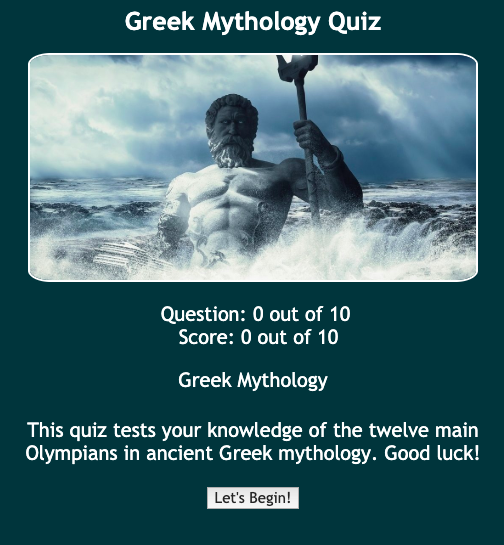 Greek Mythology Quiz
Question: 0 out of 10
Score: 0 out of 10
Greek Mythology
This quiz tests your knowledge of the twelve main
Olympians in ancient Greek mythology. Good luck!
Let's Begin!